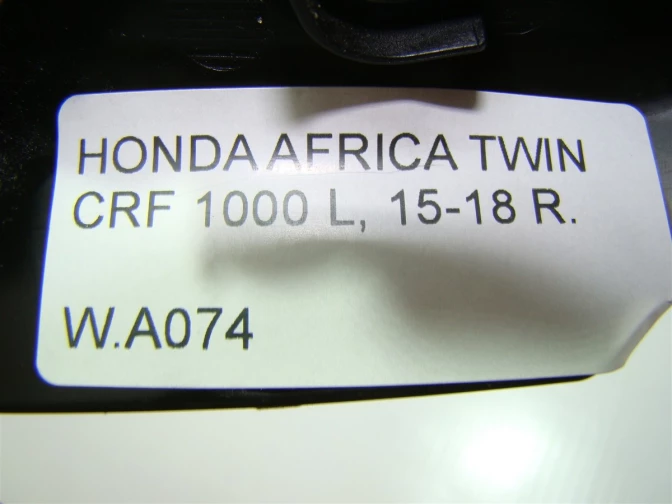 HONDA AFRICA TWIN
CRF 1000 L, 15-18 R.
W.A074